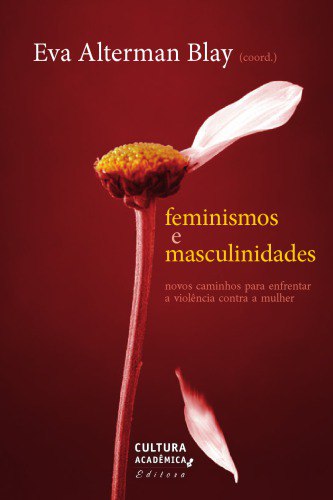 Eva Alterman Blay (coord.)
feminismos
e
masculinidades
novos caminhos para enfrentar
a violência contra a mulher
CULTURA
ACADÊMICA
Editora